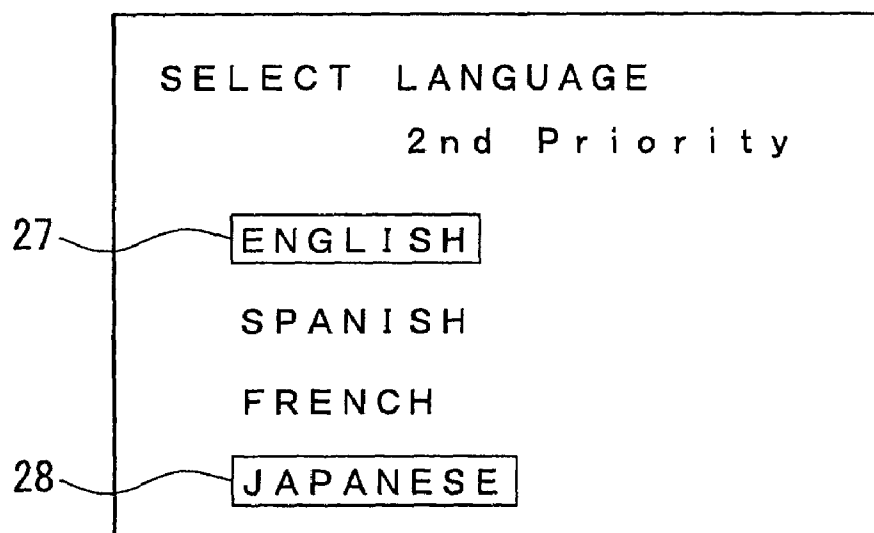 SELECT LANGUAGE
2nd Priority
27 ENGLISH
SPANISH
FRENCH
28 JAPANESE